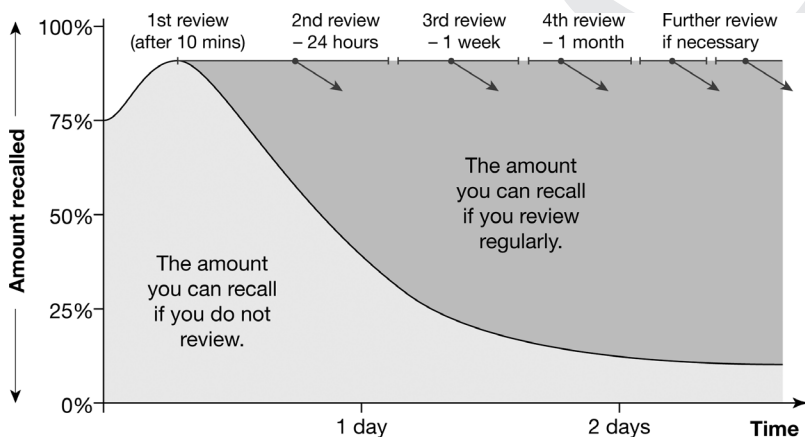 1st review
(after 10 mins)
2nd review
– 24 hours
3rd review
– 1 week
4th review
– 1 month
Further review
if necessary
Amount recalled
100%
75%
50%
25%
0%
The amount
you can recall
if you review
regularly.
The amount
you can recall
if you do not
review.
1 day
2 days
Time